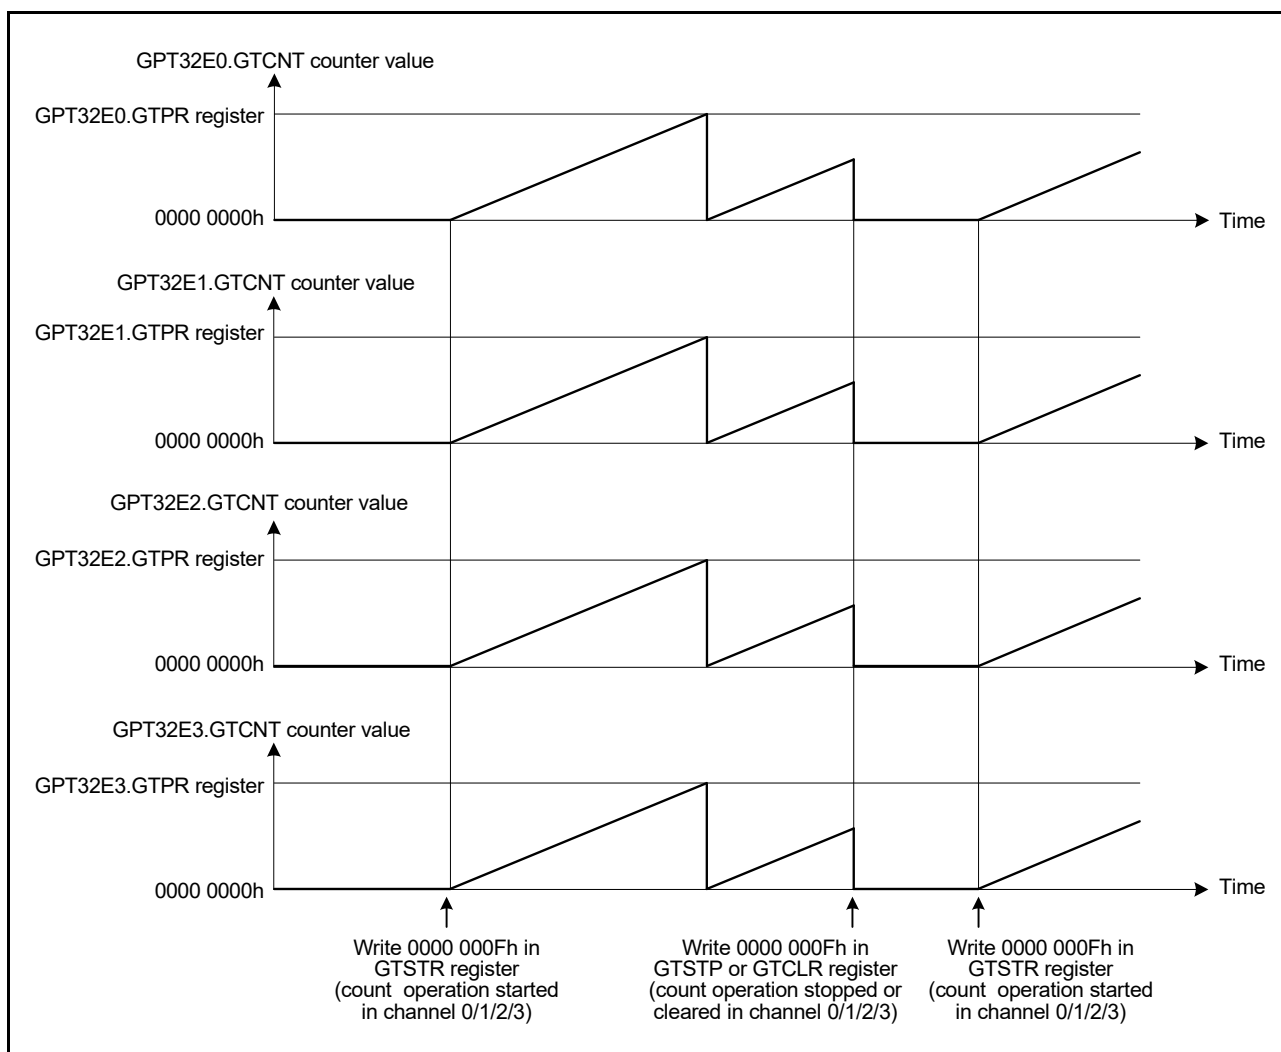 GPT32E0.GTCNT counter value
GPT32E0.GTPR register
0000 0000h
Time
GPT32E1.GTCNT counter value
GPT32E1.GTPR register
0000 0000h
Time
GPT32E2.GTCNT counter value
GPT32E2.GTPR register
0000 0000h
Time
GPT32E3.GTCNT counter value
GPT32E3.GTPR register
0000 0000h
Time
Write 0000 000Fh in
GTSTR register
(count operation started
in channel 0/1/2/3)
Write 0000 000Fh in
GTSTP or GTCLR register
(count operation stopped or
cleared in channel 0/1/2/3)
Write 0000 000Fh in
GTSTR register
(count operation started
in channel 0/1/2/3)